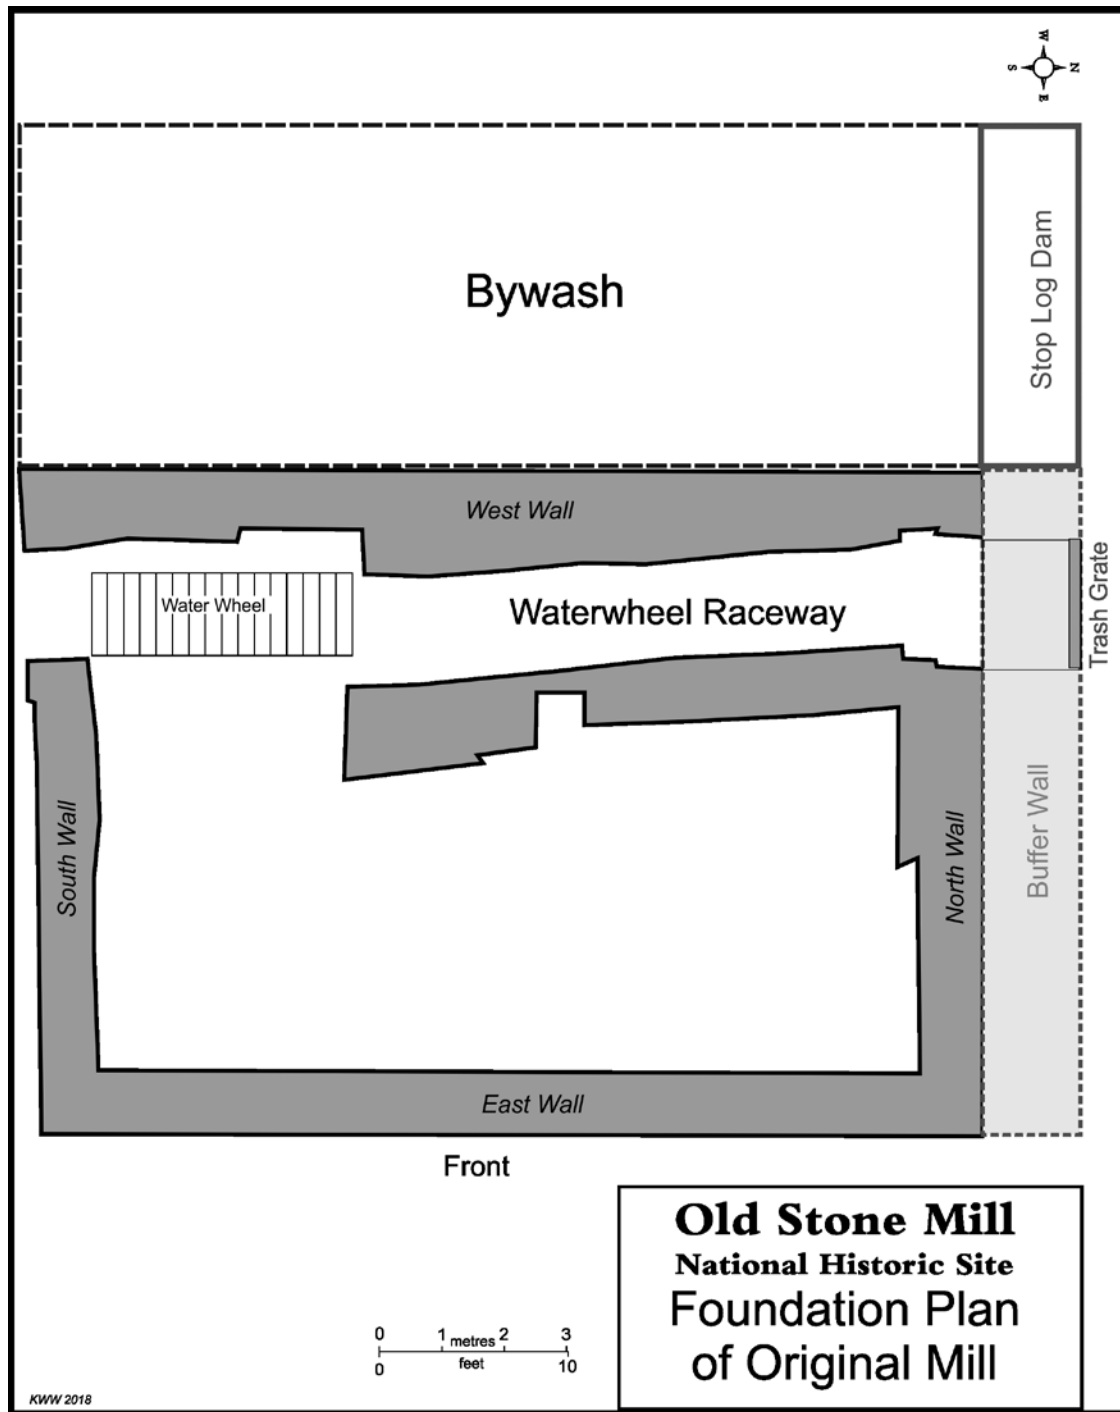 W
S N
E
Bywash
Stop Log Dam
West Wall
Water Wheel
Waterwheel Raceway
Trash Grate
South Wall
North Wall
Buffer Wall
East Wall
Front
Old Stone Mill
National Historic Site
Foundation Plan
of Original Mill
0 1 metres 2 3
0 feet 10
KWW 2018